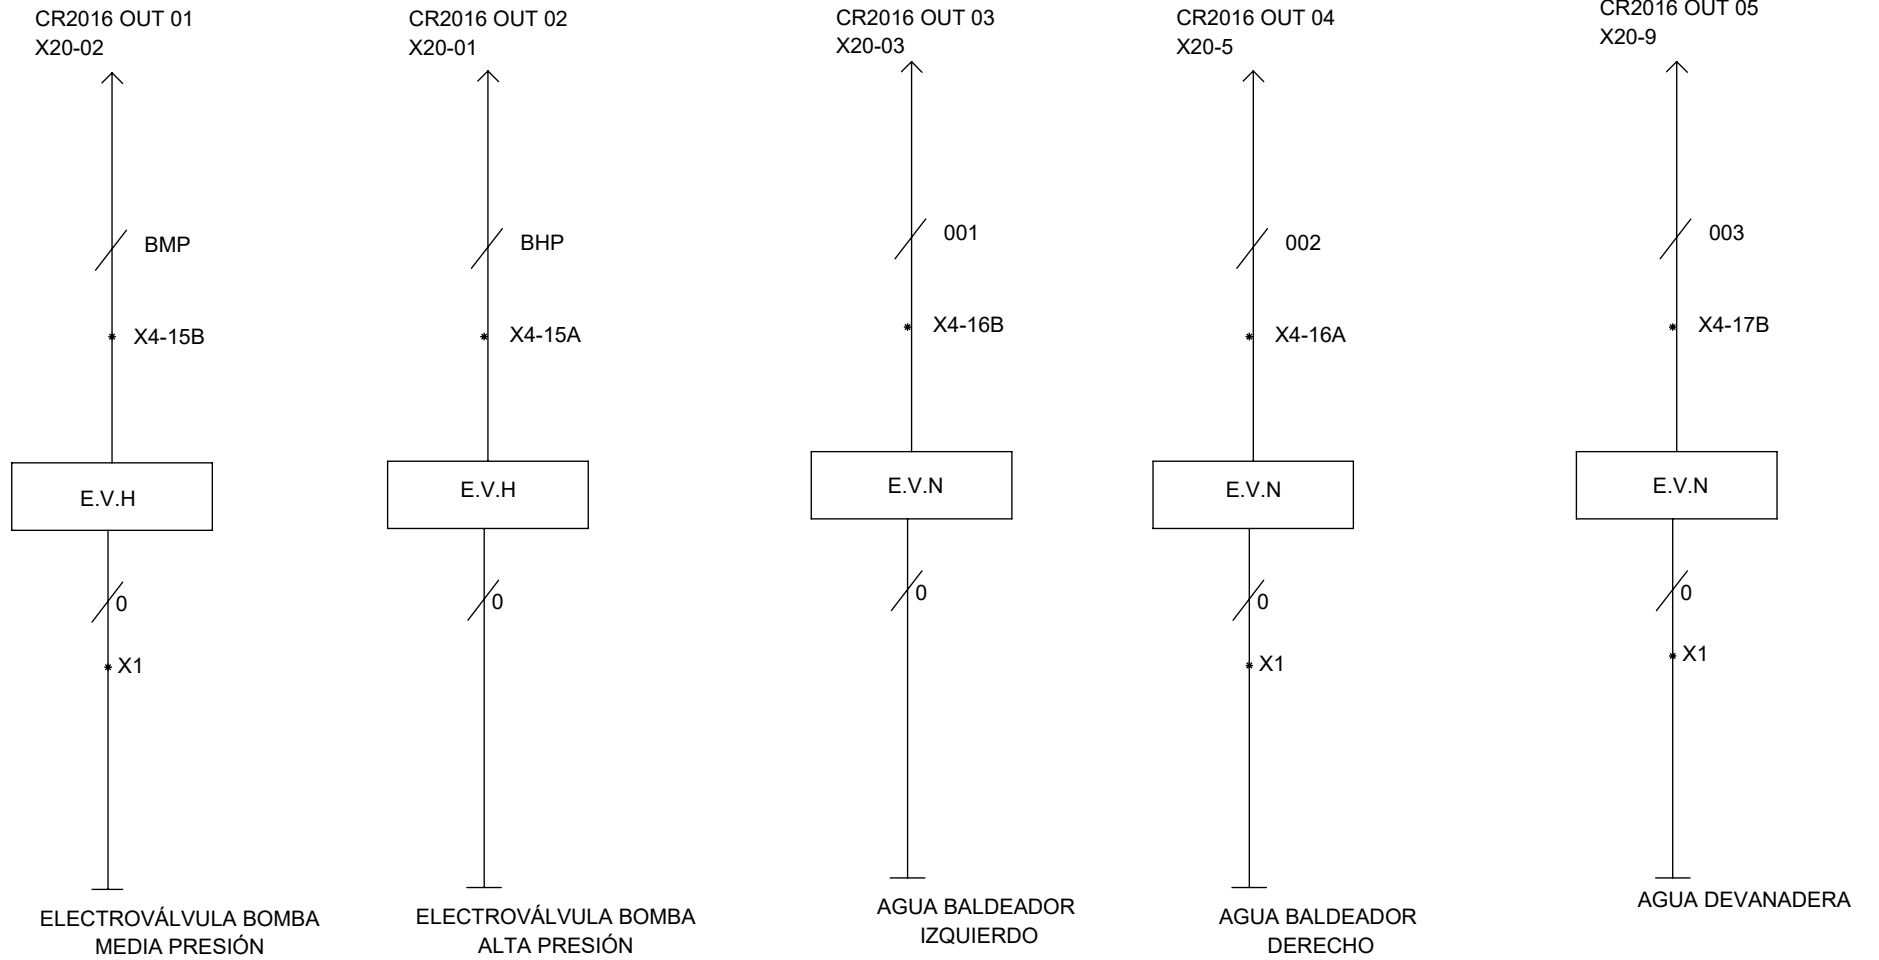 CR2016 OUT 01
X20-02
BMP
X4-15B
E.V.H
0
X1
ELECTROVÁLVULA BOMBA
MEDIA PRESIÓN
CR2016 OUT 02
X20-01
BHP
X4-15A
E.V.H
0
ELECTROVÁLVULA BOMBA
ALTA PRESIÓN
CR2016 OUT 03
X20-03
001
X4-16B
E.V.N
0
AGUA BALDEADOR
IZQUIERDO
CR2016 OUT 04
X20-5
002
X4-16A
E.V.N
0
X1
AGUA BALDEADOR
DERECHO
CR2016 OUT 05
X20-9
003
X4-17B
E.V.N
0
X1
AGUA DEVANADERA